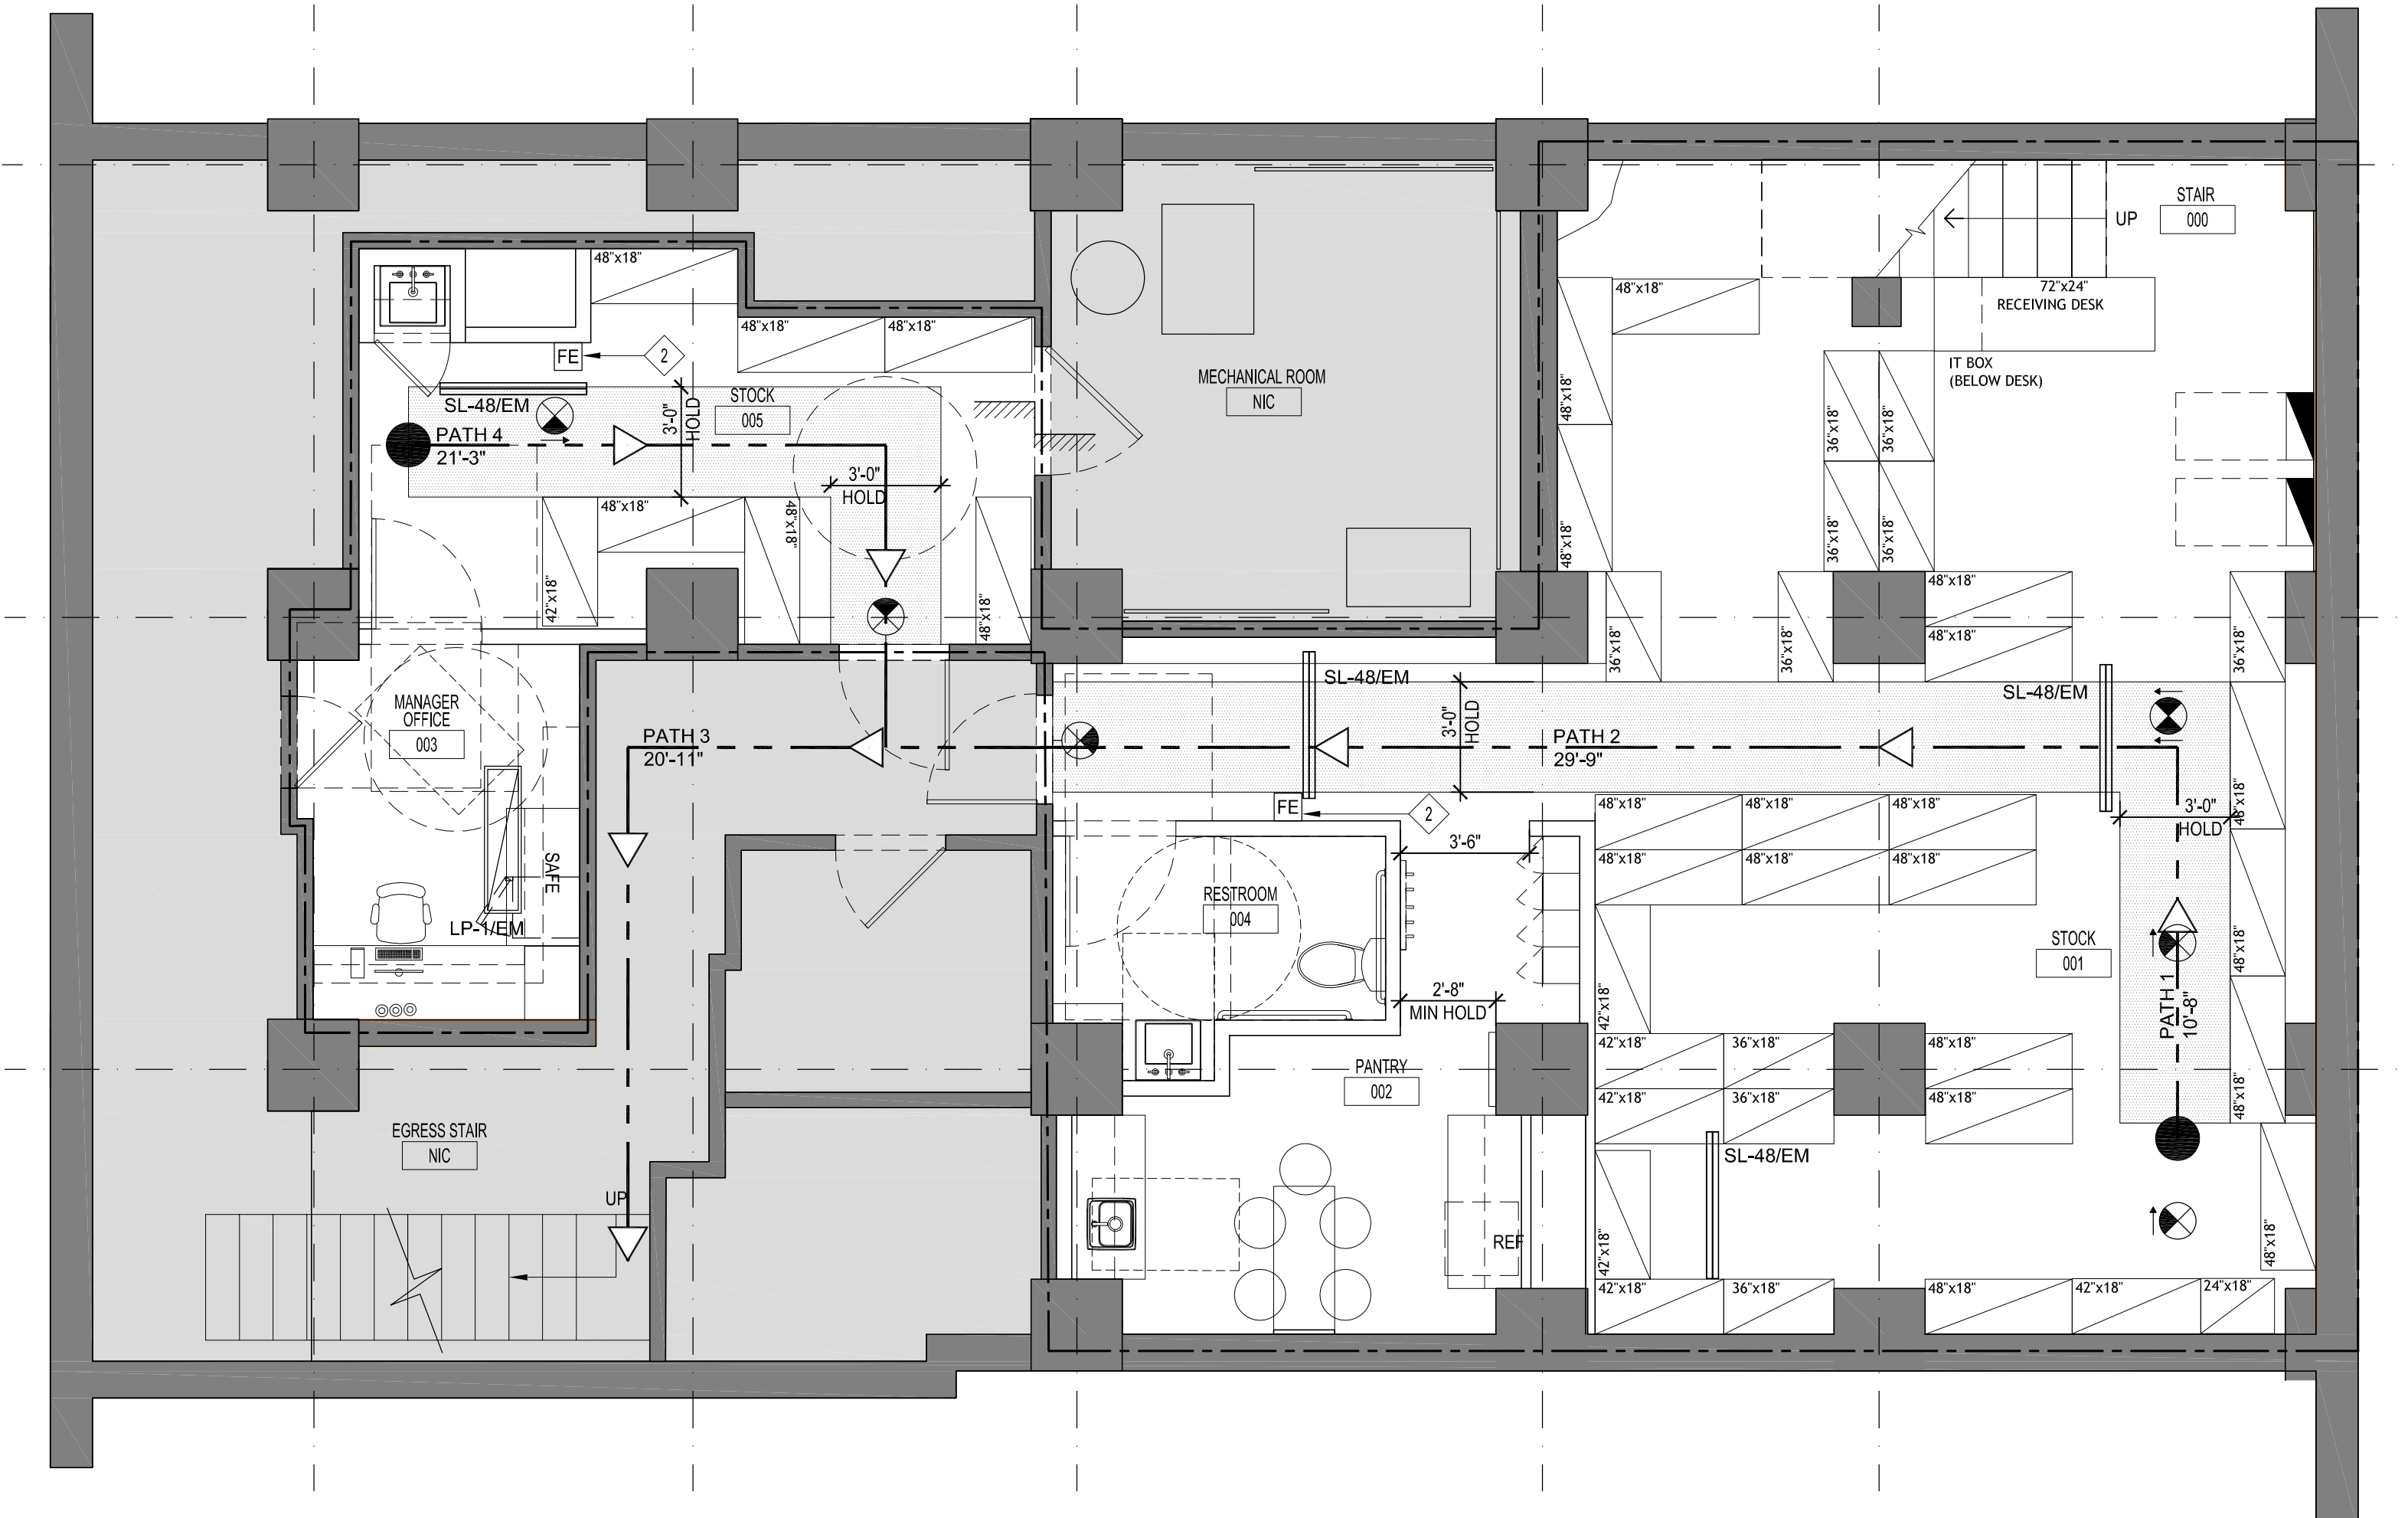 STAIR
000
UP
72"x24"
RECEIVING DESK
IT BOX
(BELOW DESK)
48"x18"
48"x18"
48"x18"
48"x18"
36"x18"
36"x18"
36"x18"
36"x18"
48"x18"
48"x18"
36"x18"
36"x18"
36"x18"
MECHANICAL ROOM
NIC
48"x18"
48"x18"
48"x18"
FE
2
SL-48/EM
STOCK
005
3'-0"
HOLD
PATH 4
21'-3"
3'-0"
HOLD
48"x18"
48"x18"
42"x18"
48"x18"
MANAGER
OFFICE
003
SAFE
LP-1/EM
PATH 3
20'-11"
SL-48/EM
3'-0"
HOLD
PATH 2
29'-9"
SL-48/EM
FE
2
3'-6"
48"x18"
48"x18"
48"x18"
48"x18"
48"x18"
48"x18"
3'-0"
HOLD
48"x18"
48"x18"
48"x18"
RESTROOM
004
STOCK
001
PATH 1
10'-8"
2'-8"
MIN HOLD
42"x18"
42"x18"
36"x18"
48"x18"
42"x18"
36"x18"
48"x18"
PANTRY
002
SL-48/EM
EGRESS STAIR
NIC
UP
REF
42"x18"
48"x18"
42"x18"
36"x18"
48"x18"
42"x18"
24"x18"